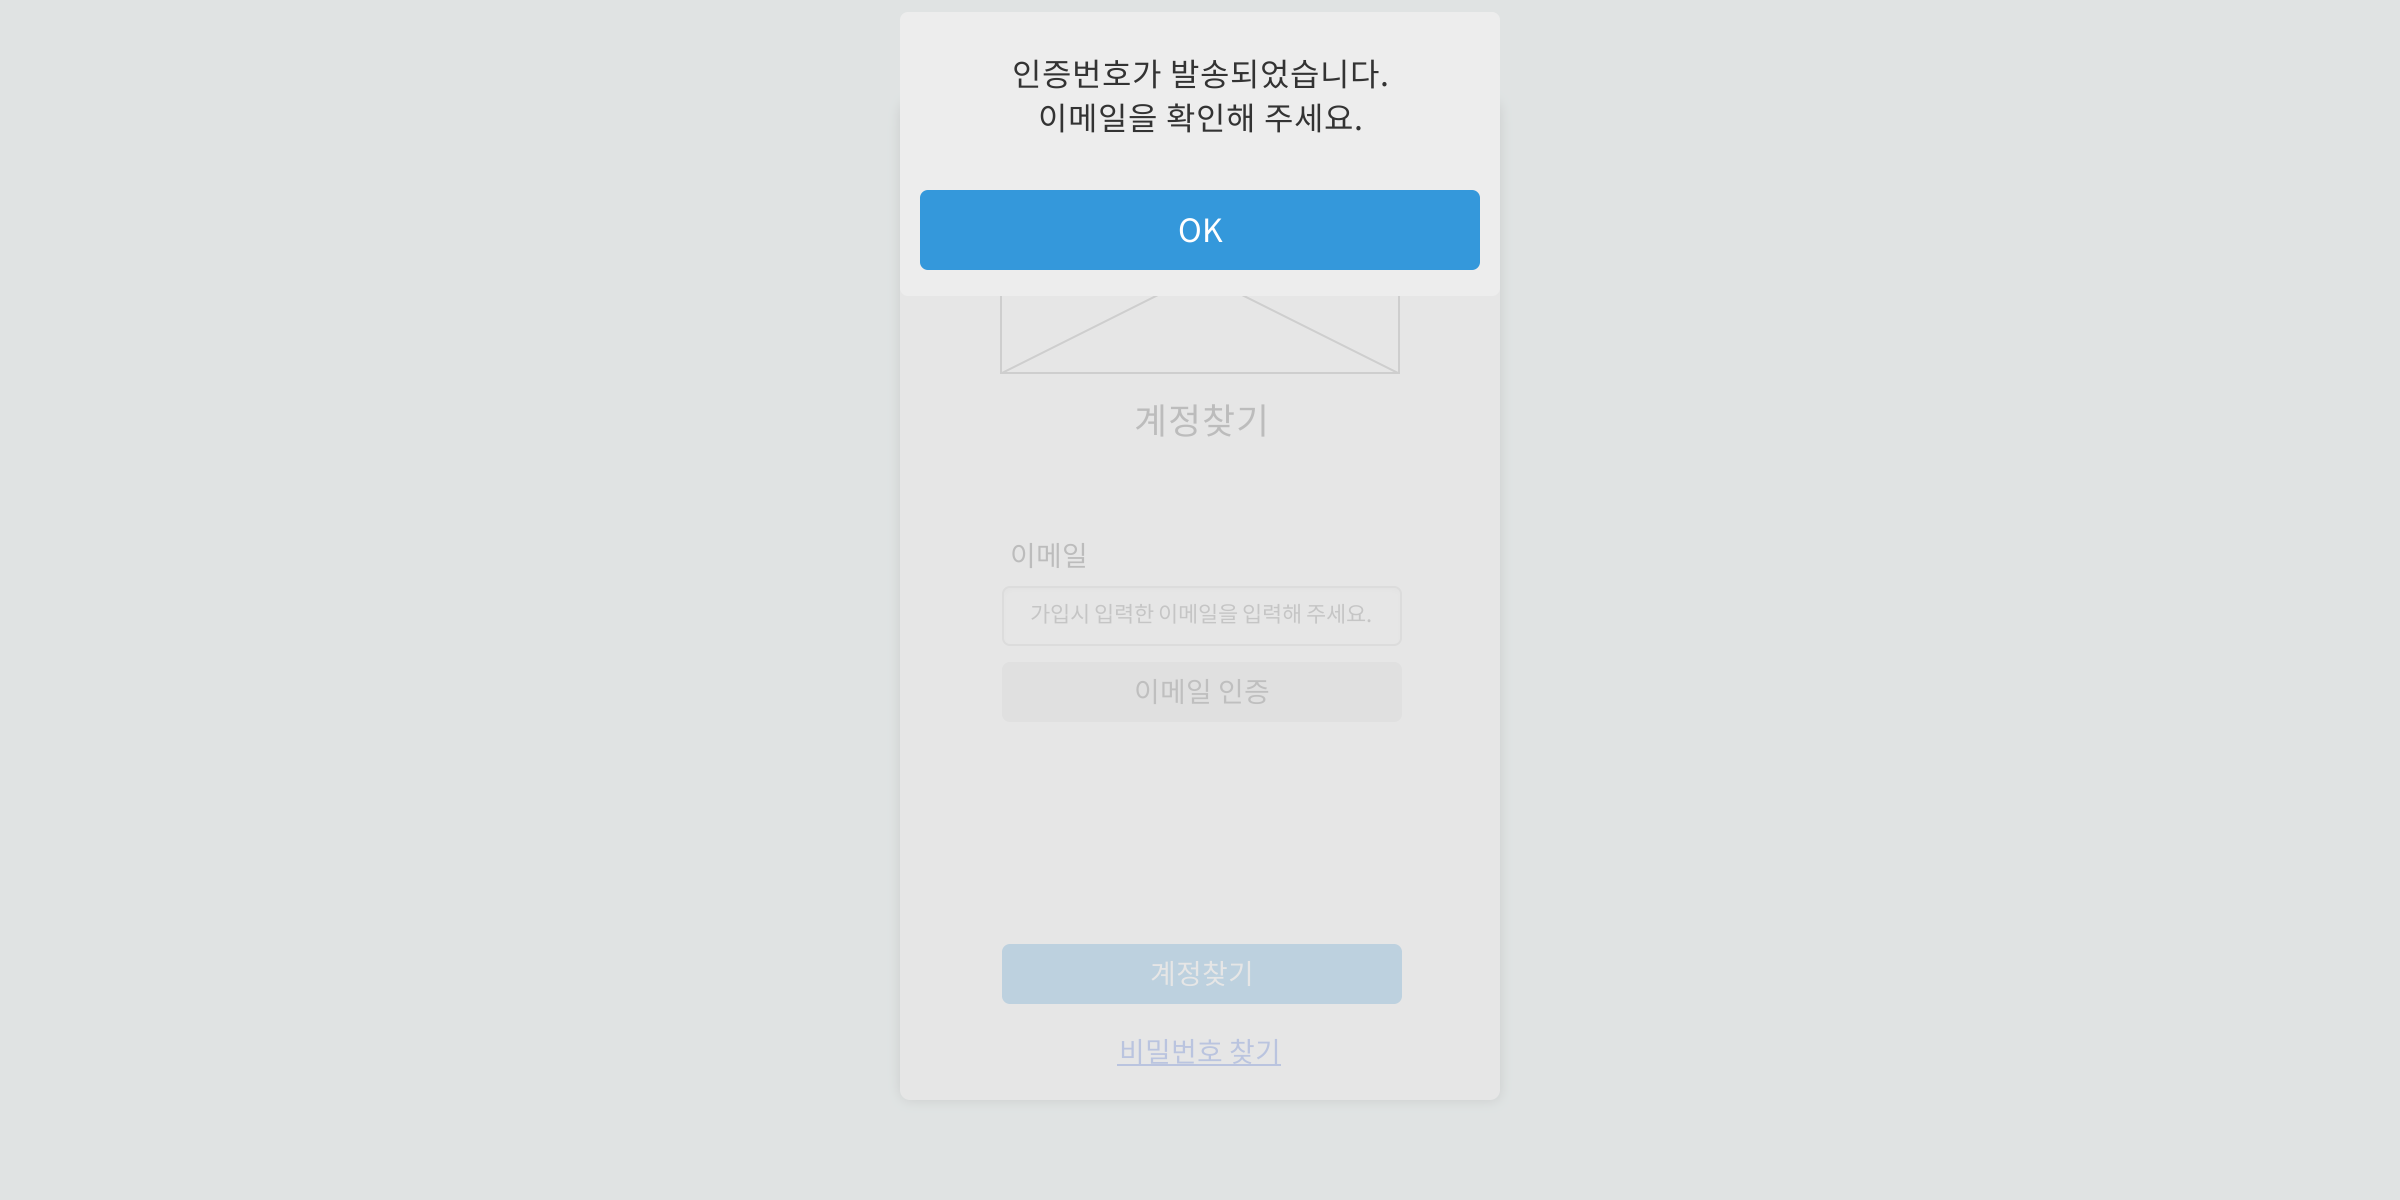 인증번호가 발송되었습니다.
이메일을 확인해 주세요.
OK
계정찾기
이메일
가입시 입력한 이메일을 입력해 주세요.
이메일 인증
계정찾기
비밀번호 찾기